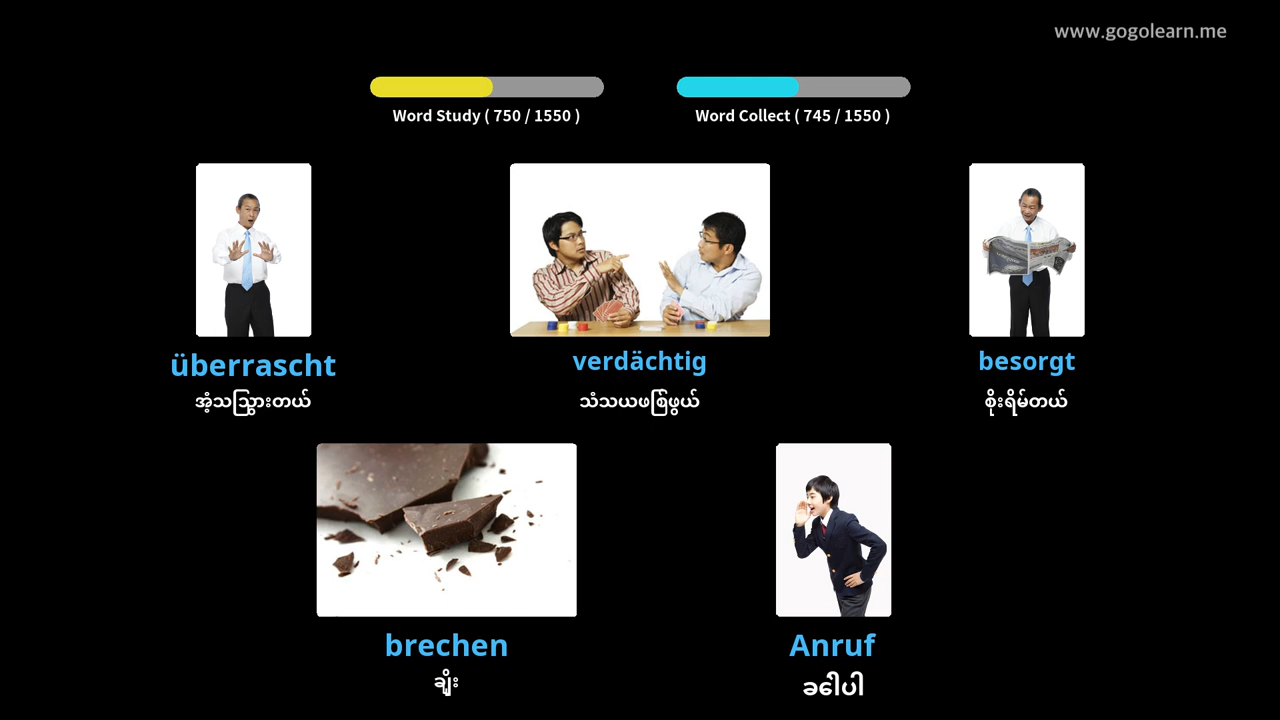 www.gogolearn.me
Word Study ( 750 / 1550 )
Word Collect ( 745 / 1550 )
überrascht
verdächtig
besorgt
အံ့သသြားတယ်
သံသယဖစြ်ဖွယ်
စိုးရိမ်တယ်
brechen
Anruf
ချိုး
ခေါ်ပါ